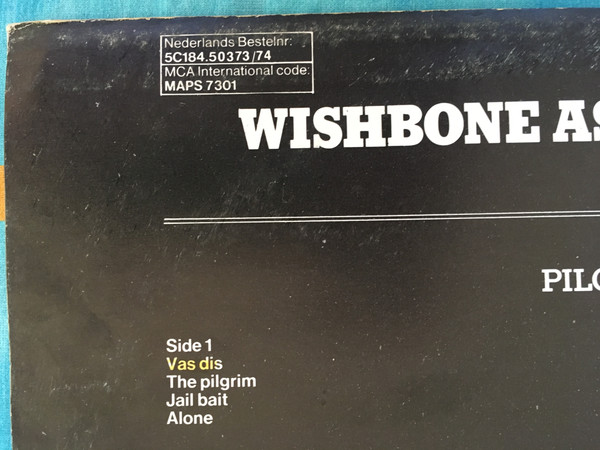 Nederlands Bestelnr:
5C184.50373/74
MCA International code:
MAPS 7301
WISHBONE AS
PILG
Side 1
Vas dis
The pilgrim
Jail bait
Alone